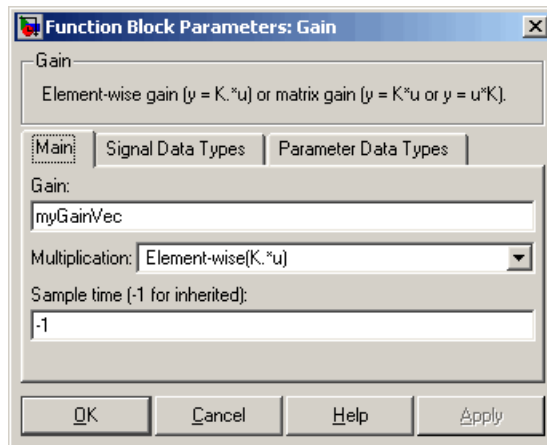 Function Block Parameters: Gain
Gain
Element-wise gain (y = K.*u) or matrix gain (y = K*u or y = u*K).
Main Signal Data Types Parameter Data Types
Gain:
myGainVec
Multiplication: Element-wise(K.*u)
Sample time (-1 for inherited):
-1
OK Cancel Help Apply